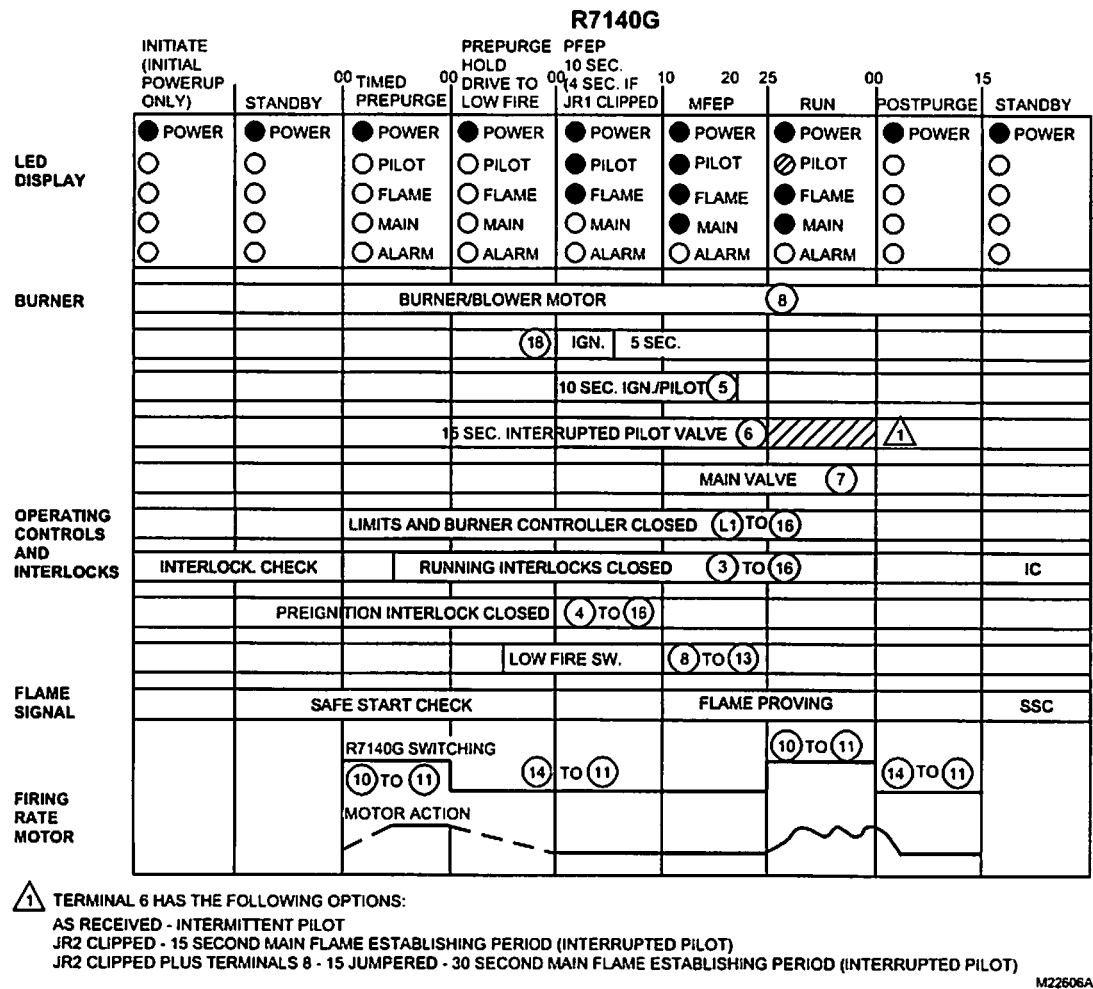 R7140G
INITIATE
(INITIAL
POWERUP
ONLY)
STANDBY
00 TIMED
PREPURGE
00
PREPURGE
HOLD
DRIVE TO
LOW FIRE
00
PFEP
10 SEC.
(4 SEC. IF
JR1 CLIPPED
10 20 25
MFEP
RUN
00
POSTPURGE
15
STANDBY
LED
DISPLAY
POWER POWER POWER POWER POWER POWER POWER POWER POWER
PILOT PILOT PILOT PILOT PILOT
FLAME FLAME FLAME FLAME FLAME
MAIN MAIN MAIN MAIN MAIN
ALARM ALARM ALARM ALARM ALARM
BURNER
BURNER/BLOWER MOTOR 8
18 IGN. 5 SEC.
10 SEC. IGN./PILOT 5
15 SEC. INTERRUPTED PILOT VALVE 6 1
MAIN VALVE 7
OPERATING
CONTROLS
AND
INTERLOCKS
LIMITS AND BURNER CONTROLLER CLOSED L1 TO 16
INTERLOCK. CHECK RUNNING INTERLOCKS CLOSED 3 TO 16 IC
PREIGNITION INTERLOCK CLOSED 4 TO 16
LOW FIRE SW. 8 TO 13
FLAME
SIGNAL
SAFE START CHECK FLAME PROVING SSC
FIRING
RATE
MOTOR
R7140G SWITCHING
10 TO 11 14 TO 11 10 TO 11 14 TO 11
MOTOR ACTION
1 TERMINAL 6 HAS THE FOLLOWING OPTIONS:
AS RECEIVED - INTERMITTENT PILOT
JR2 CLIPPED - 15 SECOND MAIN FLAME ESTABLISHING PERIOD (INTERRUPTED PILOT)
JR2 CLIPPED PLUS TERMINALS 8 - 15 JUMPERED - 30 SECOND MAIN FLAME ESTABLISHING PERIOD (INTERRUPTED PILOT)
M22606A